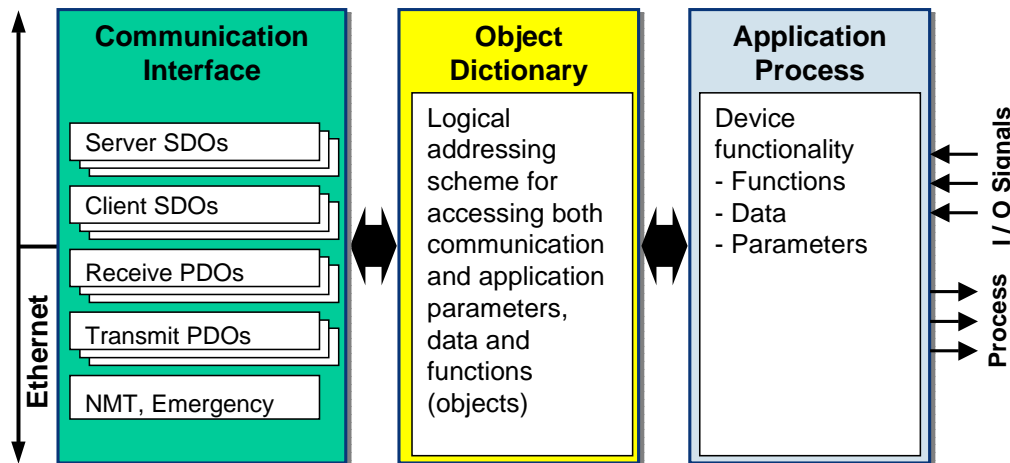 Ethernet
Communication
Interface
Server SDOs
Client SDOs
Receive PDOs
Transmit PDOs
NMT, Emergency
Object
Dictionary
Logical
addressing
scheme for
accessing both
communication
and application
parameters,
data and
functions
(objects)
Application
Process
Device
functionality
- Functions
- Data
- Parameters
Process I / O Signals